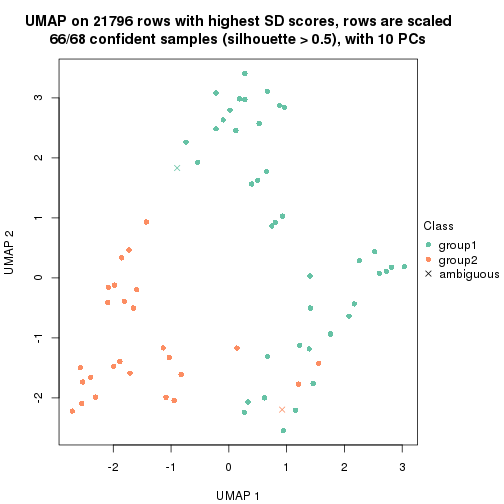 UMAP on 21796 rows with highest SD scores, rows are scaled
66/68 confident samples (silhouette > 0.5), with 10 PCs
3
2
1
0
-1
-2
UMAP 2
-2 -1 0 1 2 3
UMAP 1
Class
group1
group2
ambiguous